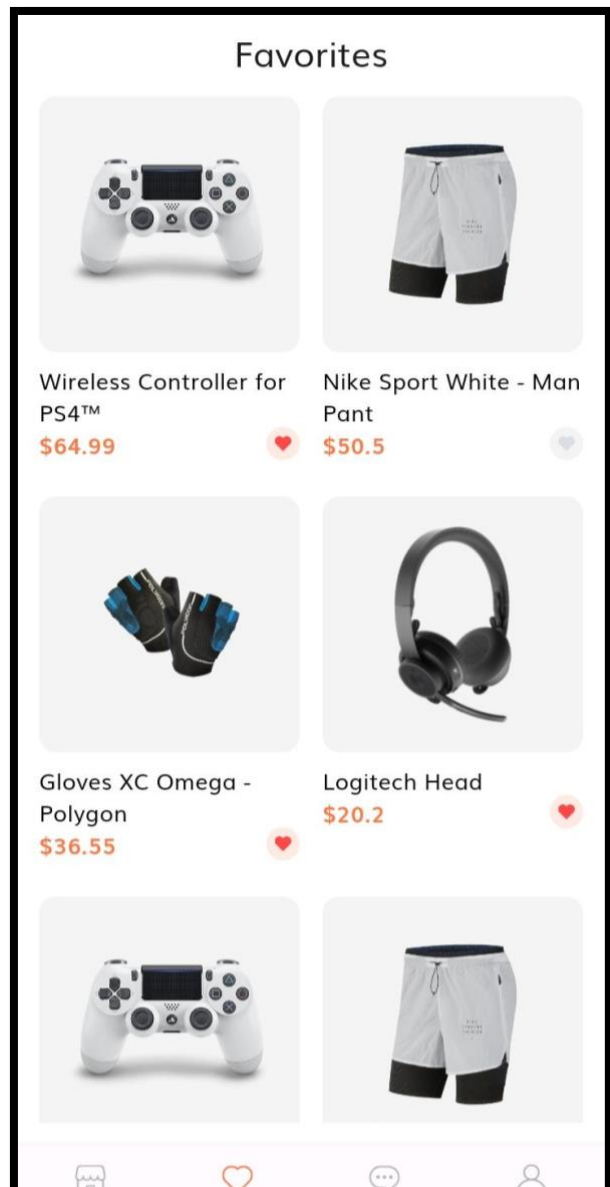 Favorites
Wireless Controller for
PS4™
$64.99
Nike Sport White - Man
Pant
$50.5
Gloves XC Omega -
Polygon
$36.55
Logitech Head
$20.2